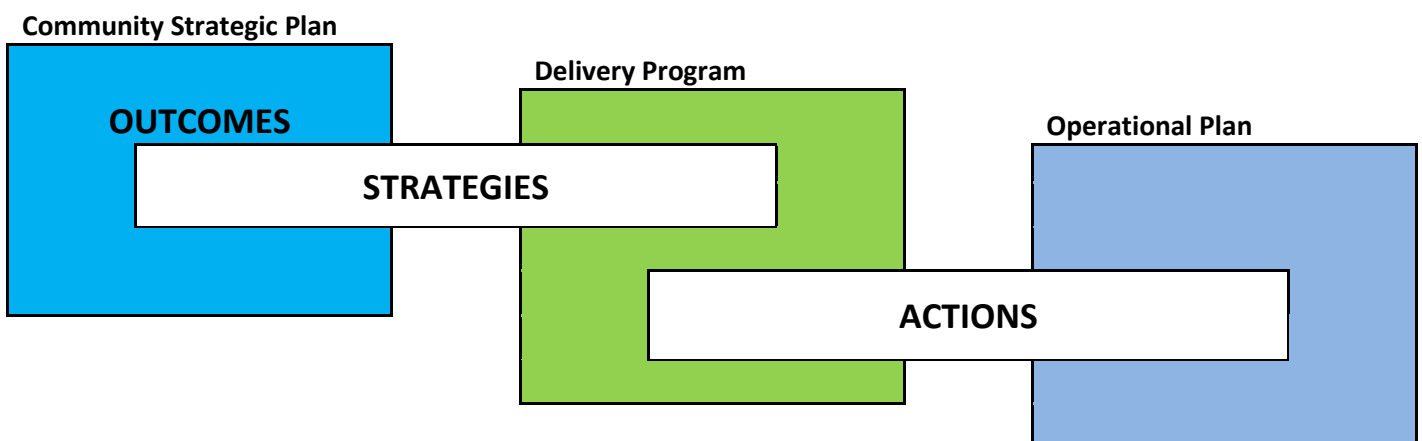 Community Strategic Plan
Delivery Program
OUTCOMES
Operational Plan
STRATEGIES
ACTIONS